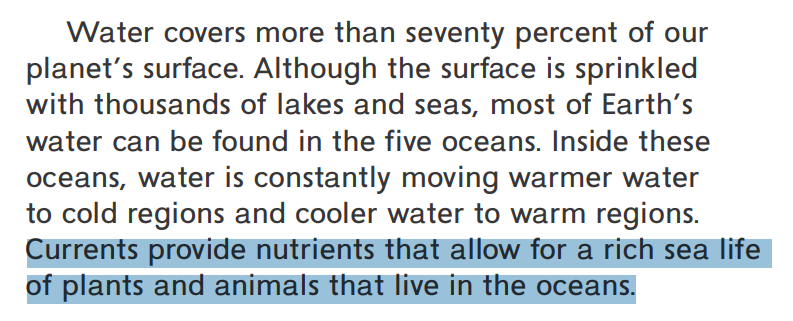 Water covers more than seventy percent of our
planet’s surface. Although the surface is sprinkled
with thousands of lakes and seas, most of Earth’s
water can be found in the five oceans. Inside these
oceans, water is constantly moving warmer water
to cold regions and cooler water to warm regions.
Currents provide nutrients that allow for a rich sea life
of plants and animals that live in the oceans.